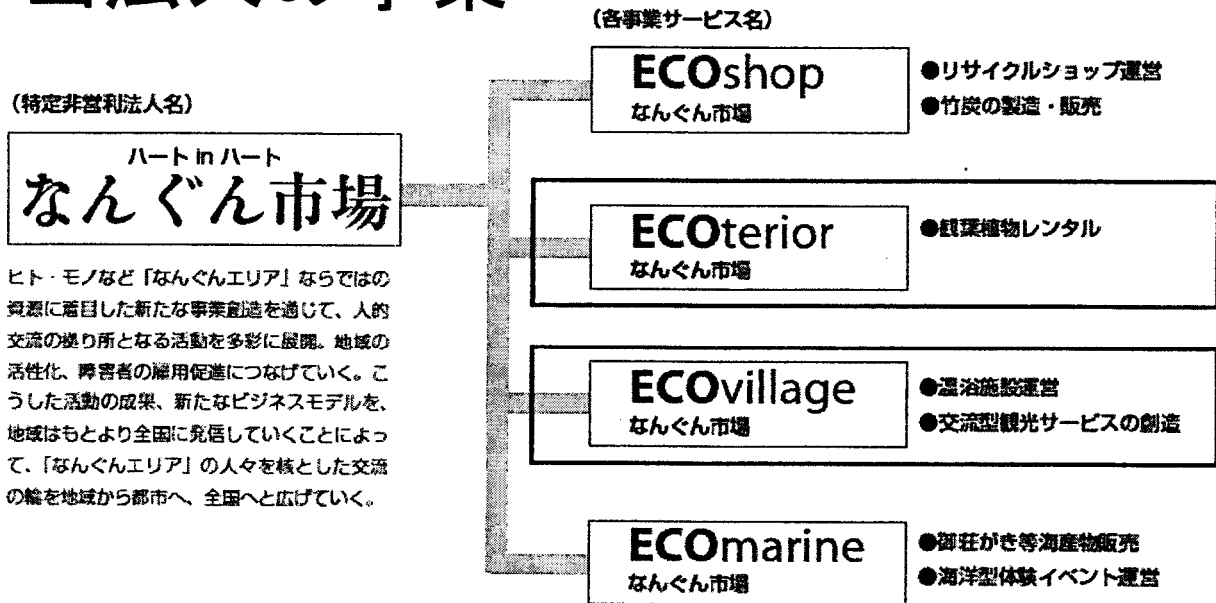 当法人の事業
(特定非営利法人名)
ハート in ハート
なんぐん市場
ヒト・モノなど「なんぐんエリア」ならではの
資源に着目した新たな事業創造を通じて、人的
交流の拠り所となる活動を多彩に展開。地域の
活性化、障害者の雇用促進につなげていく。こ
うした活動の成果、新たなビジネスモデルを、
地域はもとより全国に発信していくことによっ
て、「なんぐんエリア」の人々を核とした交流
の輪を地域から都市へ、全国へと広げていく。
(各事業サービス名)
ECOshop
なんぐん市場
●リサイクルショップ運営
●竹炭の製造・販売
ECOterior
なんぐん市場
●観葉植物レンタル
ECOvillage
なんぐん市場
●温浴施設運営
●交流型観光サービスの創造
ECOmarine
なんぐん市場
●御荘がき等海産物販売
●海洋型体験イベント運営